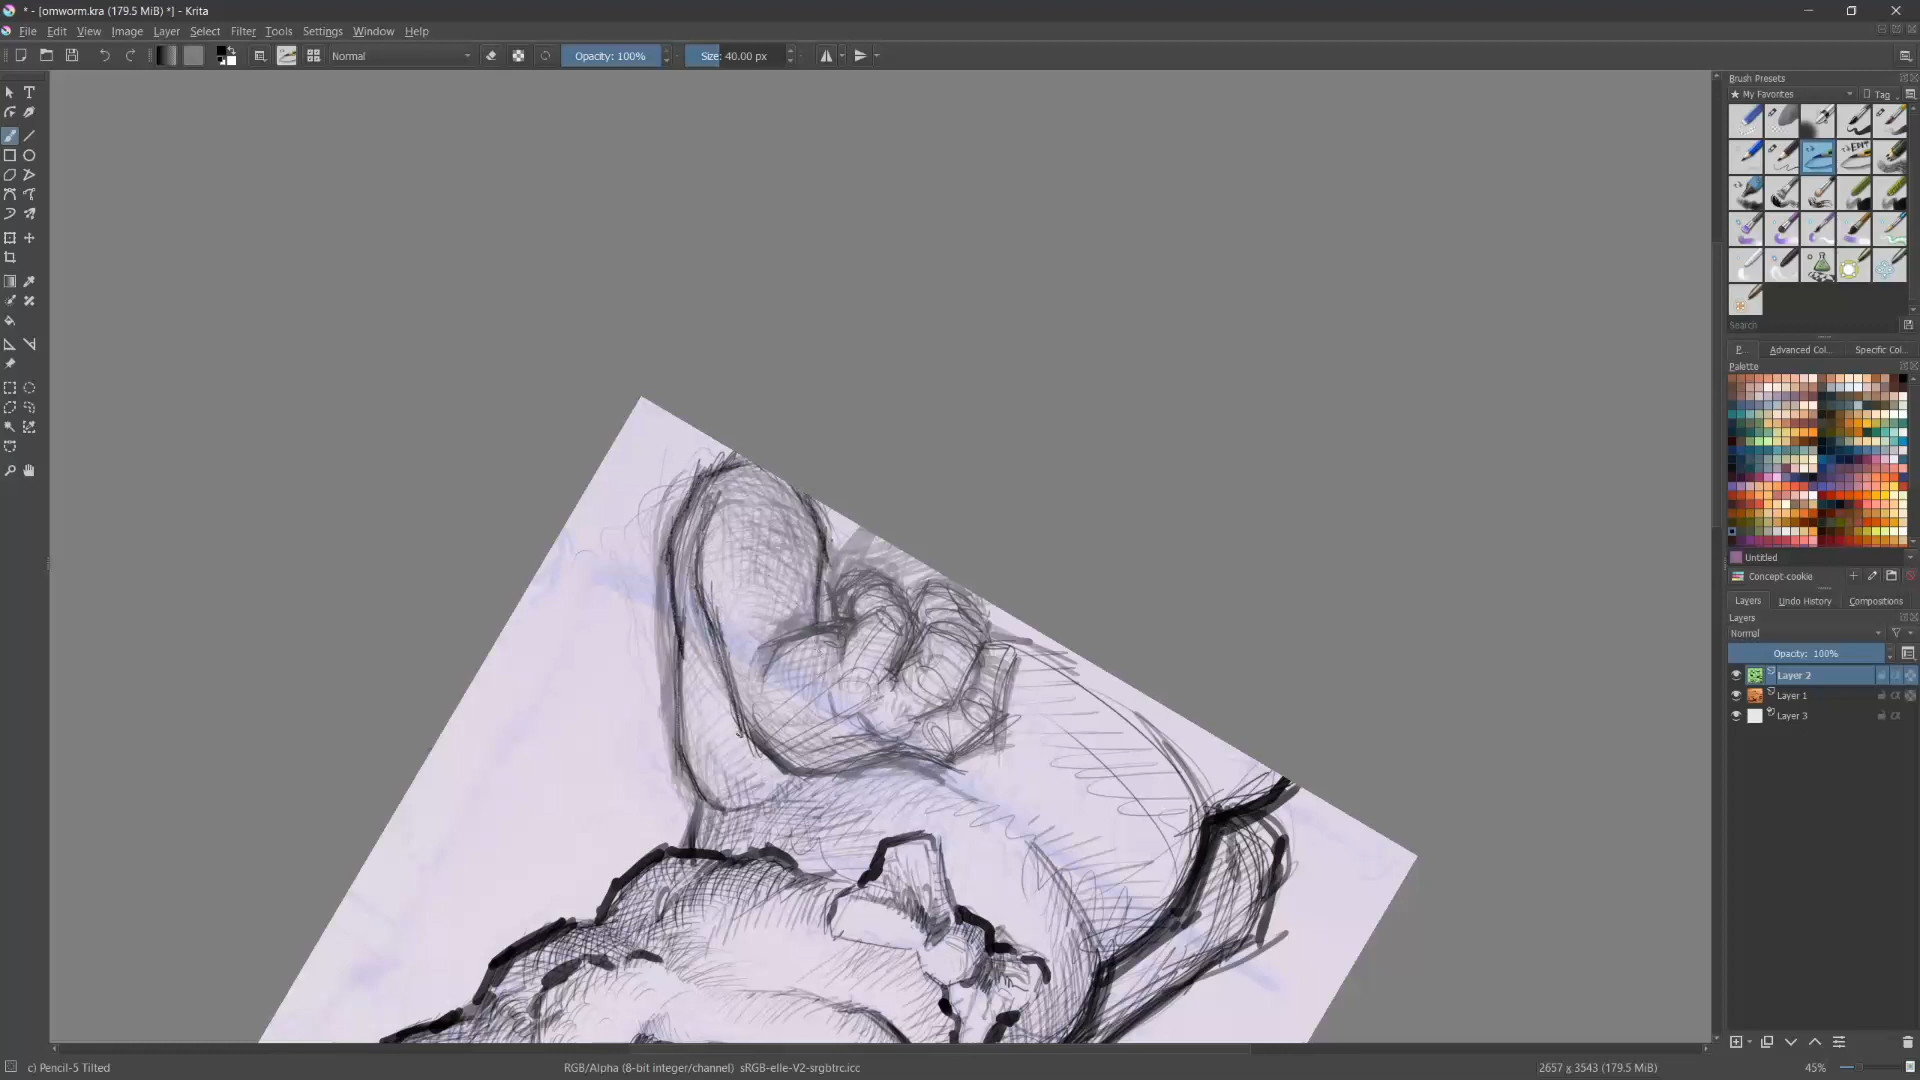 * - [omworm.kra (179.5 MiB) *] - Krita
File Edit View Image Layer Select Filter Tools Settings Window Help
Normal Opacity: 100% Size: 40.00 px
Brush Presets
★ My Favorites Tag
EDIT
Search
P... Advanced Col... Specific Col...
Palette
Untitled
Concept-cookie
Layers Undo History Compositions
Layers
Normal
Opacity: 100%
Layer 2
Layer 1
Layer 3
c) Pencil-5 Tilted RGB/Alpha (8-bit integer/channel) sRGB-elle-V2-srgbtrc.icc 2657 x 3543 (179.5 MiB) 45%